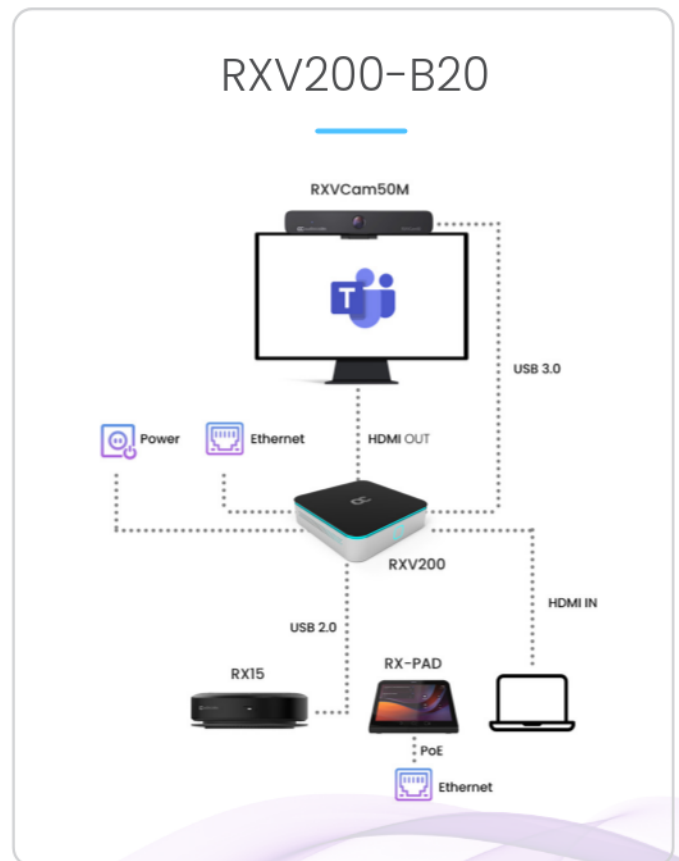 RXV200-B20
RXVCam50M
T
USB 3.0
Power
Ethernet
HDMI OUT
RXV200
HDMI IN
USB 2.0
RX-PAD
RX15
PoE
Ethernet